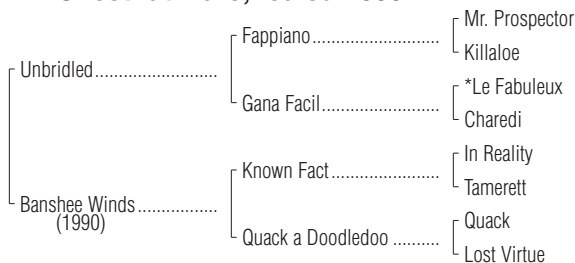 Mr. Prospector
Fappiano
Killaloe
Unbridled
*Le Fabuleux
Gana Facil
Charedi
In Reality
Known Fact
Tamerett
Banshee Winds
(1990)
Quack
Quack a Doodledoo
Lost Virtue